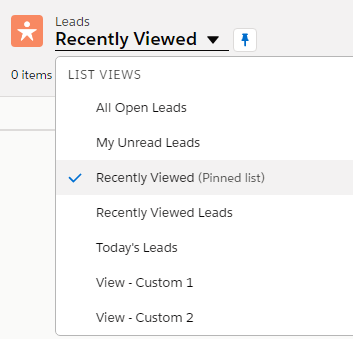 Leads
Recently Viewed
0 items
LIST VIEWS
All Open Leads
My Unread Leads
Recently Viewed (Pinned list)
Recently Viewed Leads
Today's Leads
View - Custom 1
View - Custom 2